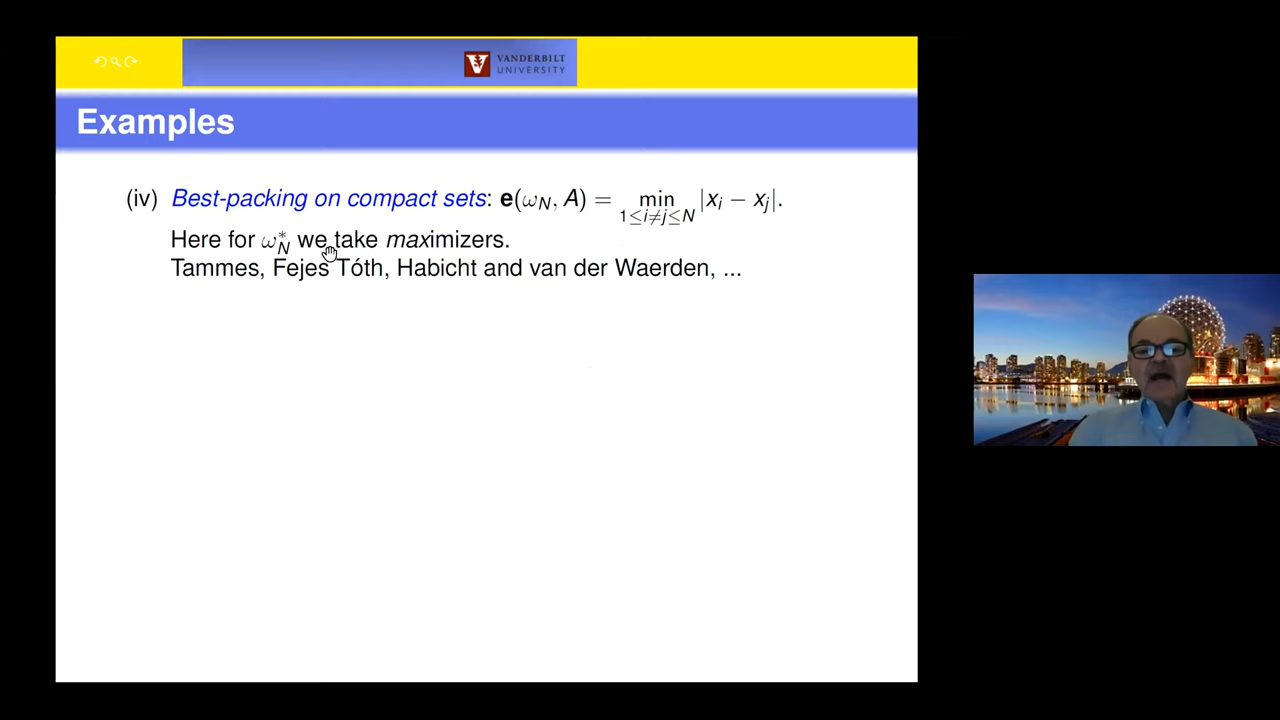 VANDERBILT
UNIVERSITY
Examples
(iv) Best-packing on compact sets: e(ω_N, A) = min_{1≤i≠j≤N} |x_i − x_j|.
Here for ω*_N we take maximizers.
Tammes, Fejes Tóth, Habicht and van der Waerden, ...